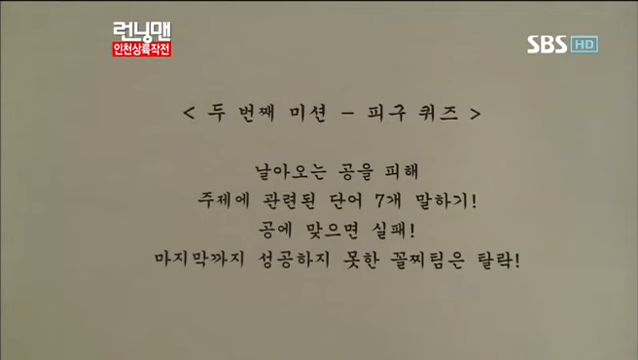 런닝맨
인천상륙작전
SBS HD
< 두 번째 미션 - 피구 퀴즈 >
날아오는 공을 피해
주제에 관련된 단어 7개 말하기!
공에 맞으면 실패!
마지막까지 성공하지 못한 꼴찌팀은 탈락!